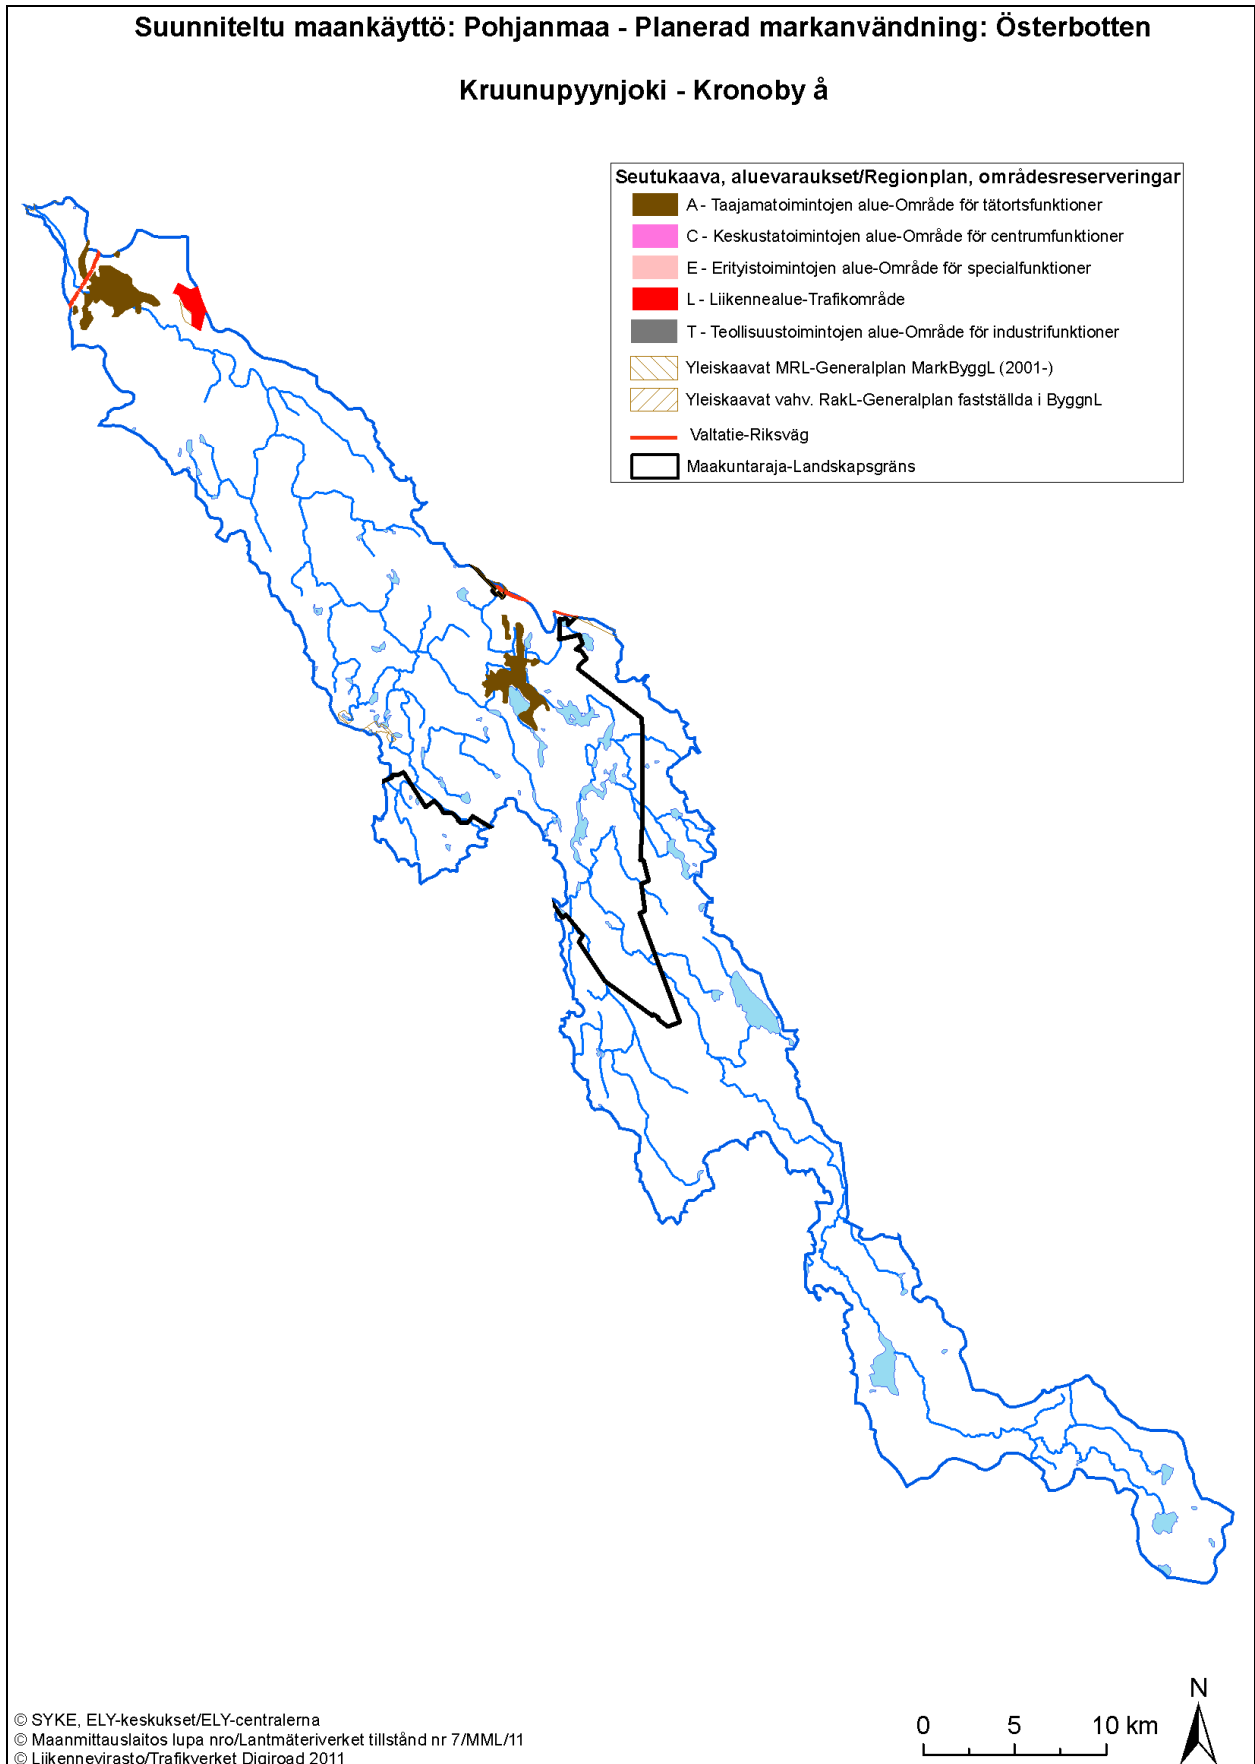 Suunniteltu maankäyttö: Pohjanmaa - Planerad markanvändning: Österbotten
Kruunupyynjoki - Kronoby å
Seutukaava, aluevaraukset/Regionplan, områdesreserveringar
A - Taajamatoimintojen alue-Område för tätortsfunktioner
C - Keskustatoimintojen alue-Område för centrumfunktioner
E - Erityistoimintojen alue-Område för specialfunktioner
L - Liikennealue-Trafikområde
T - Teollisuustoimintojen alue-Område för industrifunktioner
Yleiskaavat MRL-Generalplan MarkByggL (2001-)
Yleiskaavat vahv. RakL-Generalplan fastställda i ByggnL
Valtatie-Riksväg
Maakuntaraja-Landskapsgräns
N
0 5 10 km
© SYKE, ELY-keskukset/ELY-centralerna
© Maanmittauslaitos lupa nro/Lantmäteriverket tillstånd nr 7/MML/11
© Liikennevirasto/Trafikverket Digiroad 2011